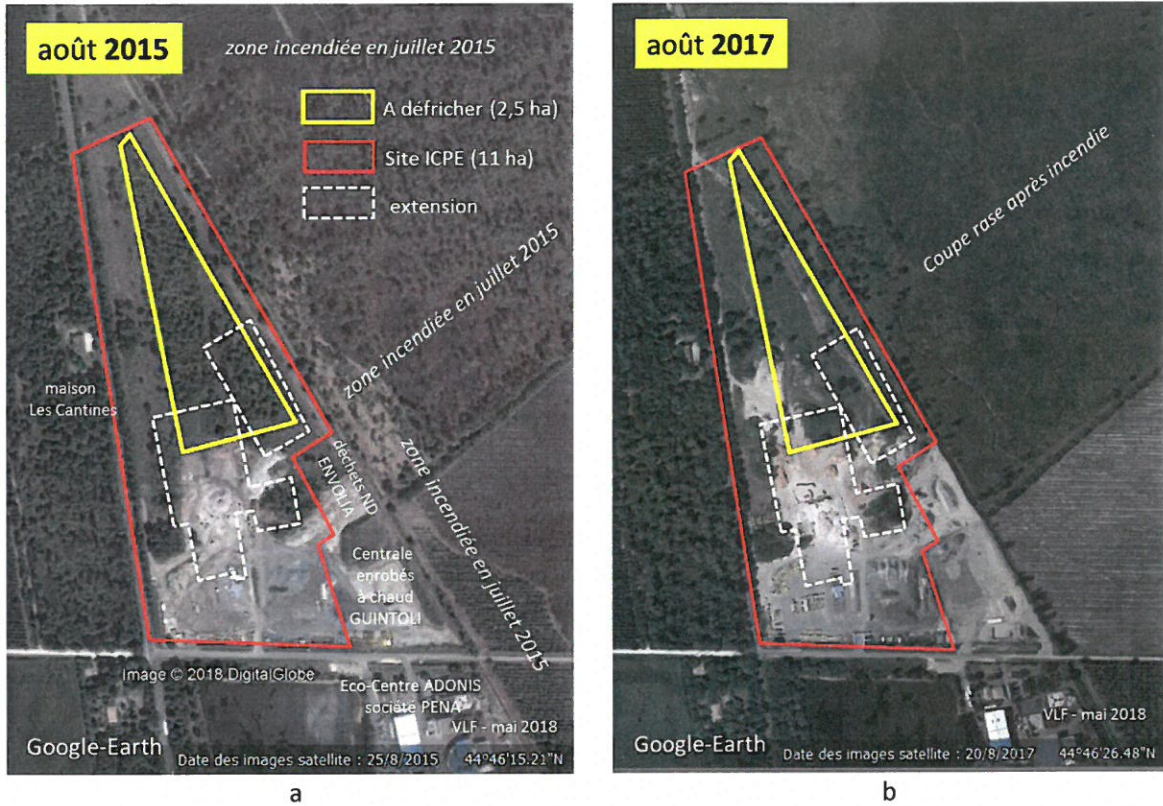 août 2015
zone incendiée en juillet 2015
A défricher (2,5 ha)
Site ICPE (11 ha)
extension
zone incendiée en juillet 2015
maison
Les Cantines
dechets ND
ENVOLIA
zone incendiée en juillet 2015
Centrale
enrobés
à chaud
GUINTOLI
Image © 2018 DigitalGlobe
Eco-Centre ADONIS
société PENA
VLF - mai 2018
Google-Earth
Date des images satellite : 25/8/2015 44°46'15.21"N
a
août 2017
Coupe rase après incendie
VLF - mai 2018
Google-Earth
Date des images satellite : 20/8/2017 44°46'26.48"N
b